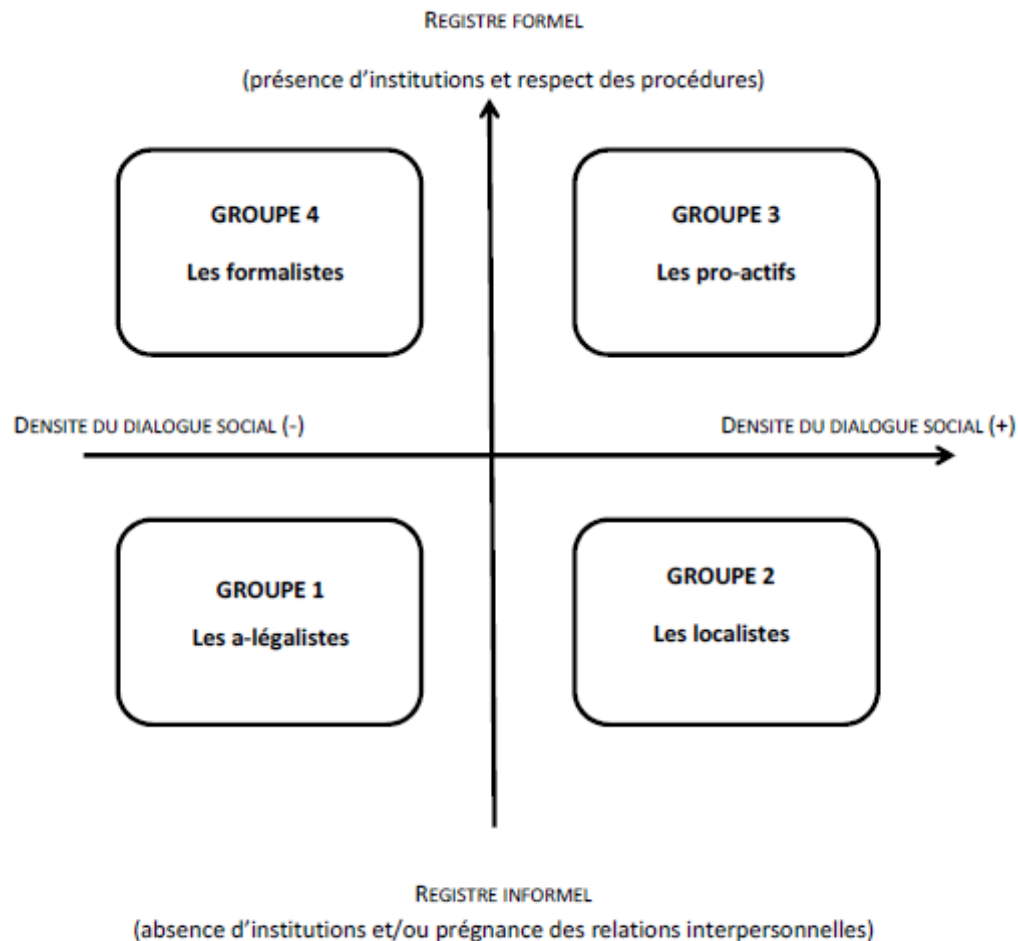 REGISTRE FORMEL
(présence d'institutions et respect des procédures)
GROUPE 4
Les formalistes
GROUPE 3
Les pro-actifs
DENSITE DU DIALOGUE SOCIAL (-)
DENSITE DU DIALOGUE SOCIAL (+)
GROUPE 1
Les a-légalistes
GROUPE 2
Les localistes
REGISTRE INFORMEL
(absence d'institutions et/ou prégnance des relations interpersonnelles)